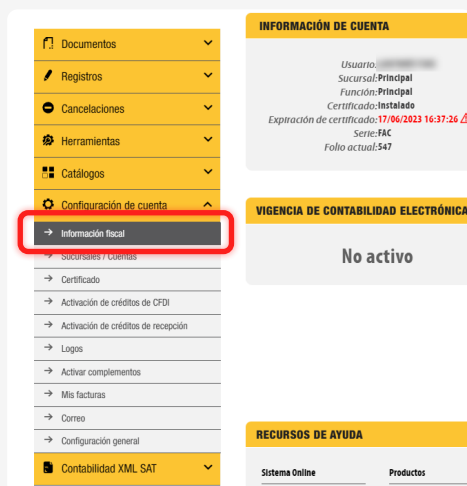 Documentos
Registros
Cancelaciones
Herramientas
Catálogos
Configuración de cuenta
Información fiscal
Sucursales / Cuentas
Certificado
Activación de créditos de CFDI
Activación de créditos de recepción
Logos
Activar complementos
Mis facturas
Correo
Configuración general
Contabilidad XML SAT
INFORMACIÓN DE CUENTA
Usuario:
Sucursal:Principal
Función:Principal
Certificado:Instalado
Expiración de certificado:17/06/2023 16:37:26
Serie:FAC
Folio actual:547
VIGENCIA DE CONTABILIDAD ELECTRÓNICA
No activo
RECURSOS DE AYUDA
Sistema Online
Productos